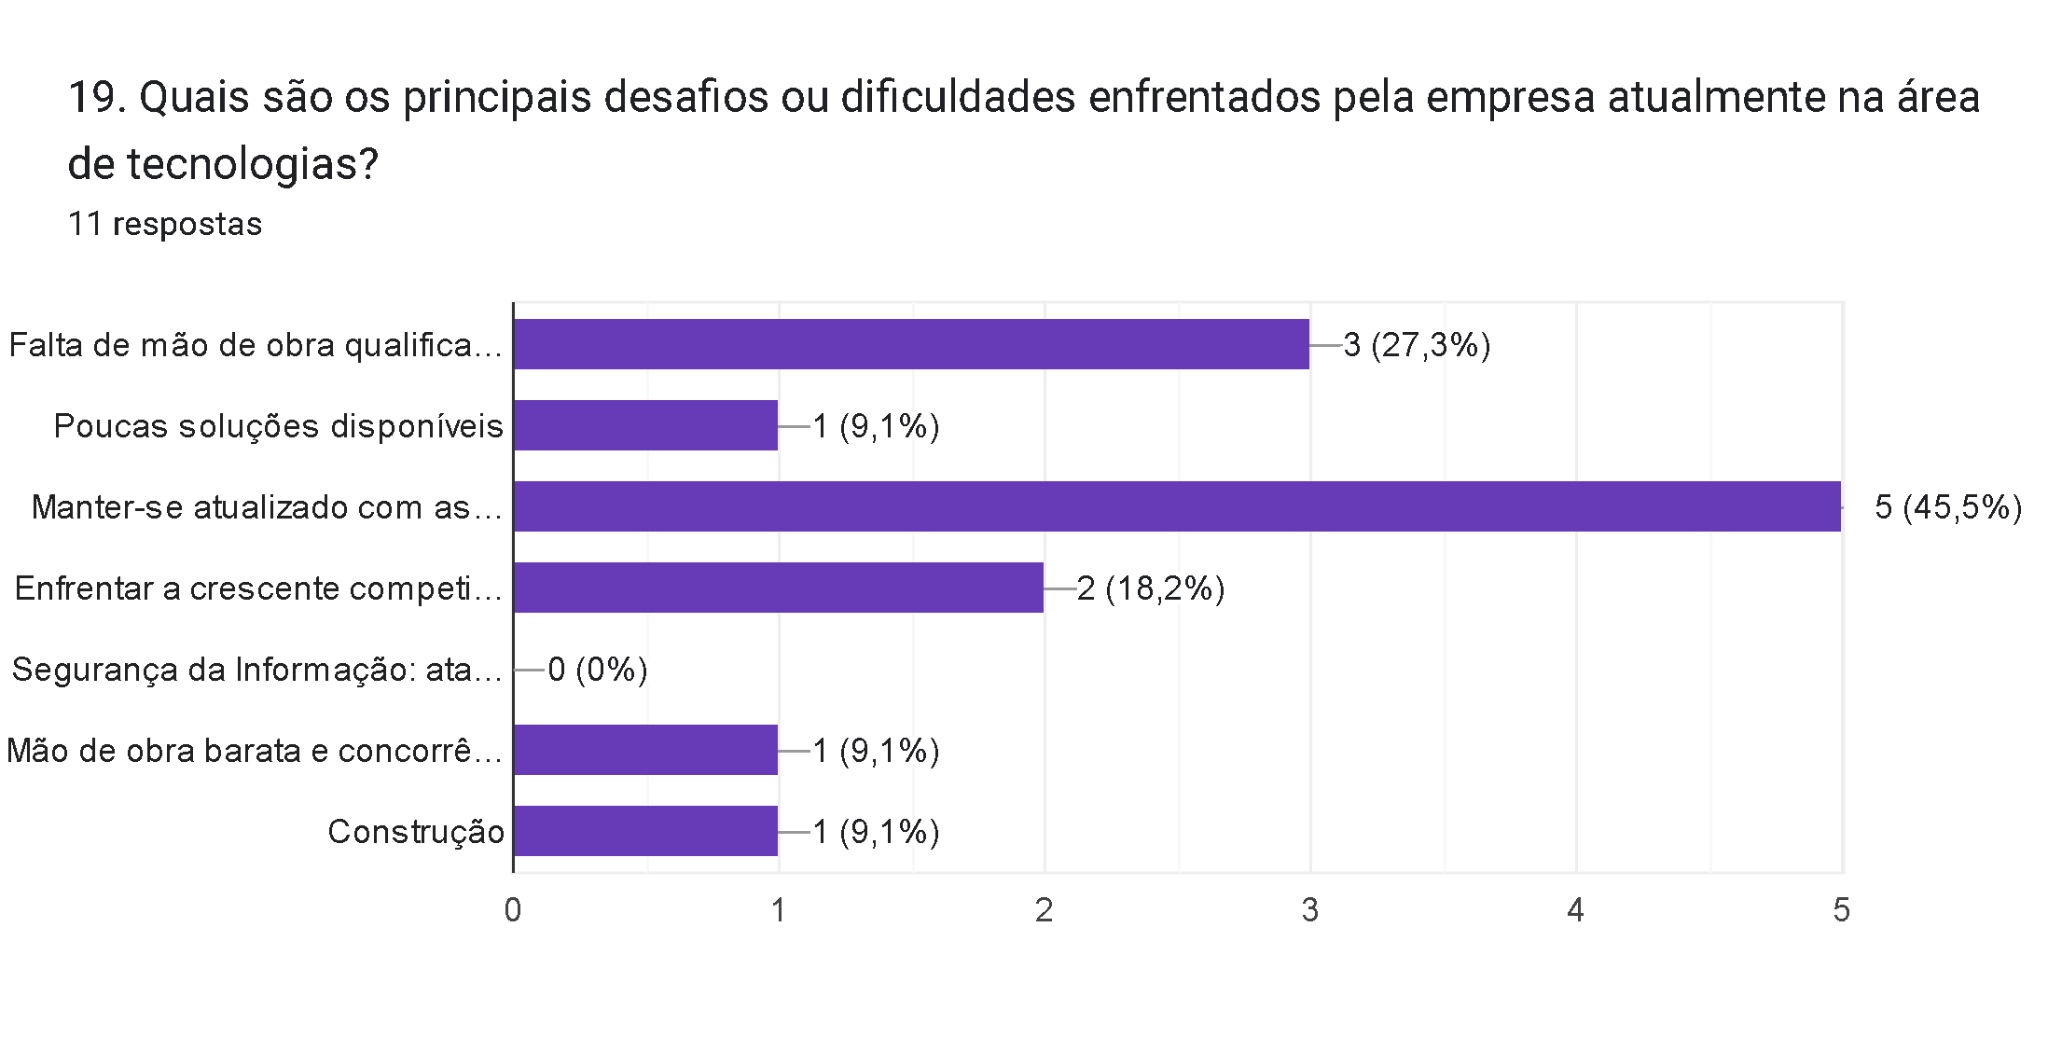 19. Quais são os principais desafios ou dificuldades enfrentados pela empresa atualmente na área
de tecnologias?
11 respostas
Falta de mão de obra qualifica... 3 (27,3%)
Poucas soluções disponíveis 1 (9,1%)
Manter-se atualizado com as... 5 (45,5%)
Enfrentar a crescente competi... 2 (18,2%)
Segurança da Informação: ata... 0 (0%)
Mão de obra barata e concorrê... 1 (9,1%)
Construção 1 (9,1%)
0 1 2 3 4 5